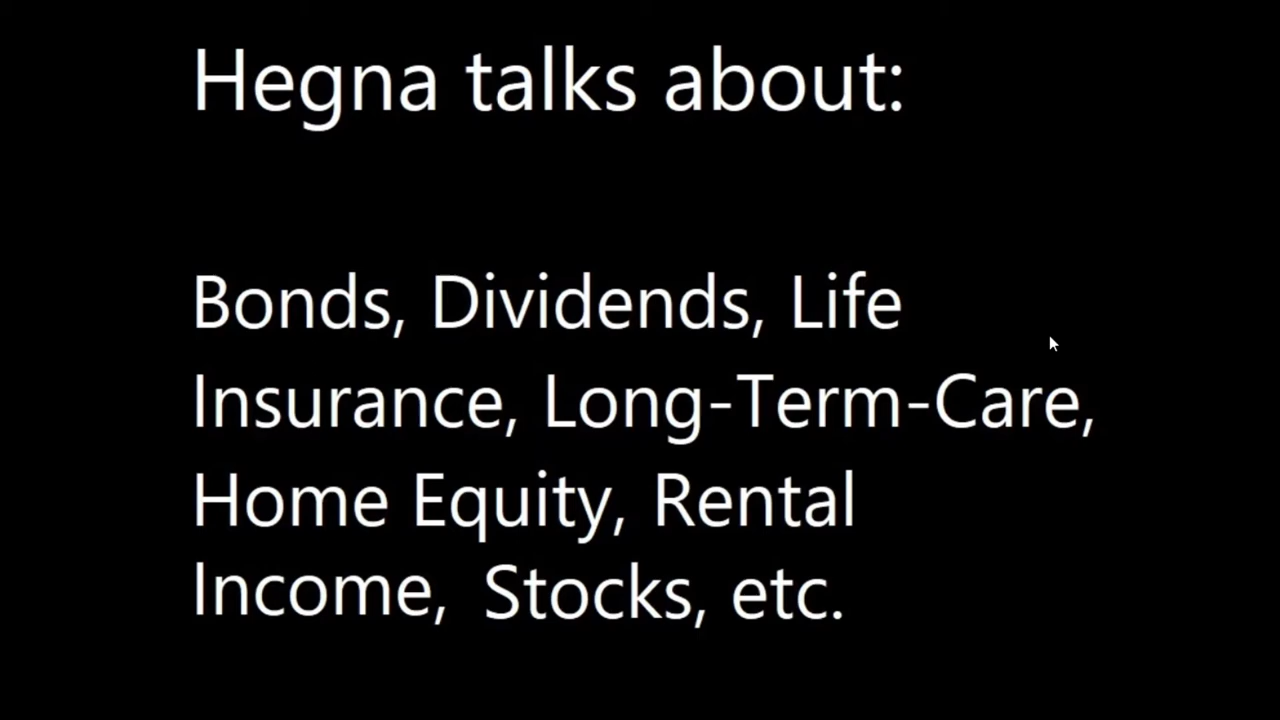 Hegna talks about:
Bonds, Dividends, Life
Insurance, Long-Term-Care,
Home Equity, Rental
Income, Stocks, etc.